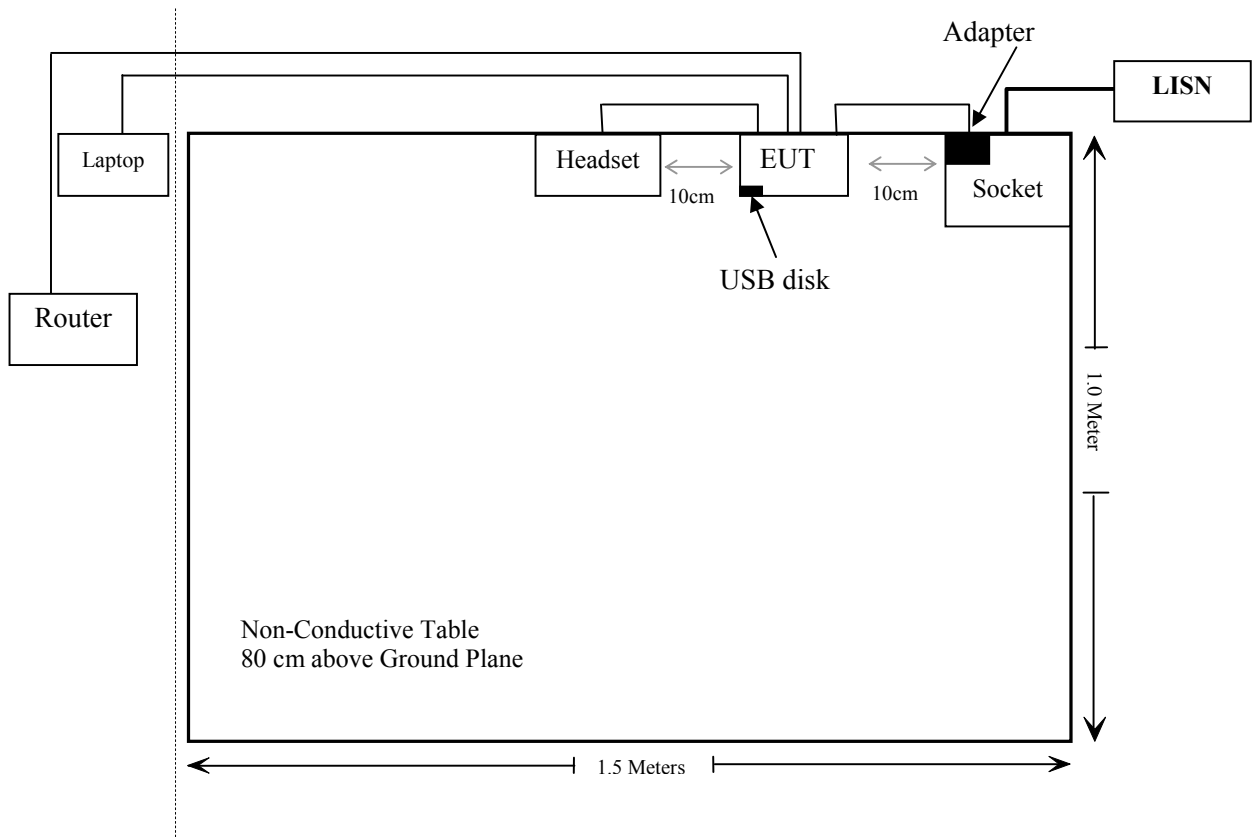 Adapter
LISN
Laptop
Headset
EUT
10cm
10cm
Socket
USB disk
Router
1.0 Meter
Non-Conductive Table
80 cm above Ground Plane
1.5 Meters